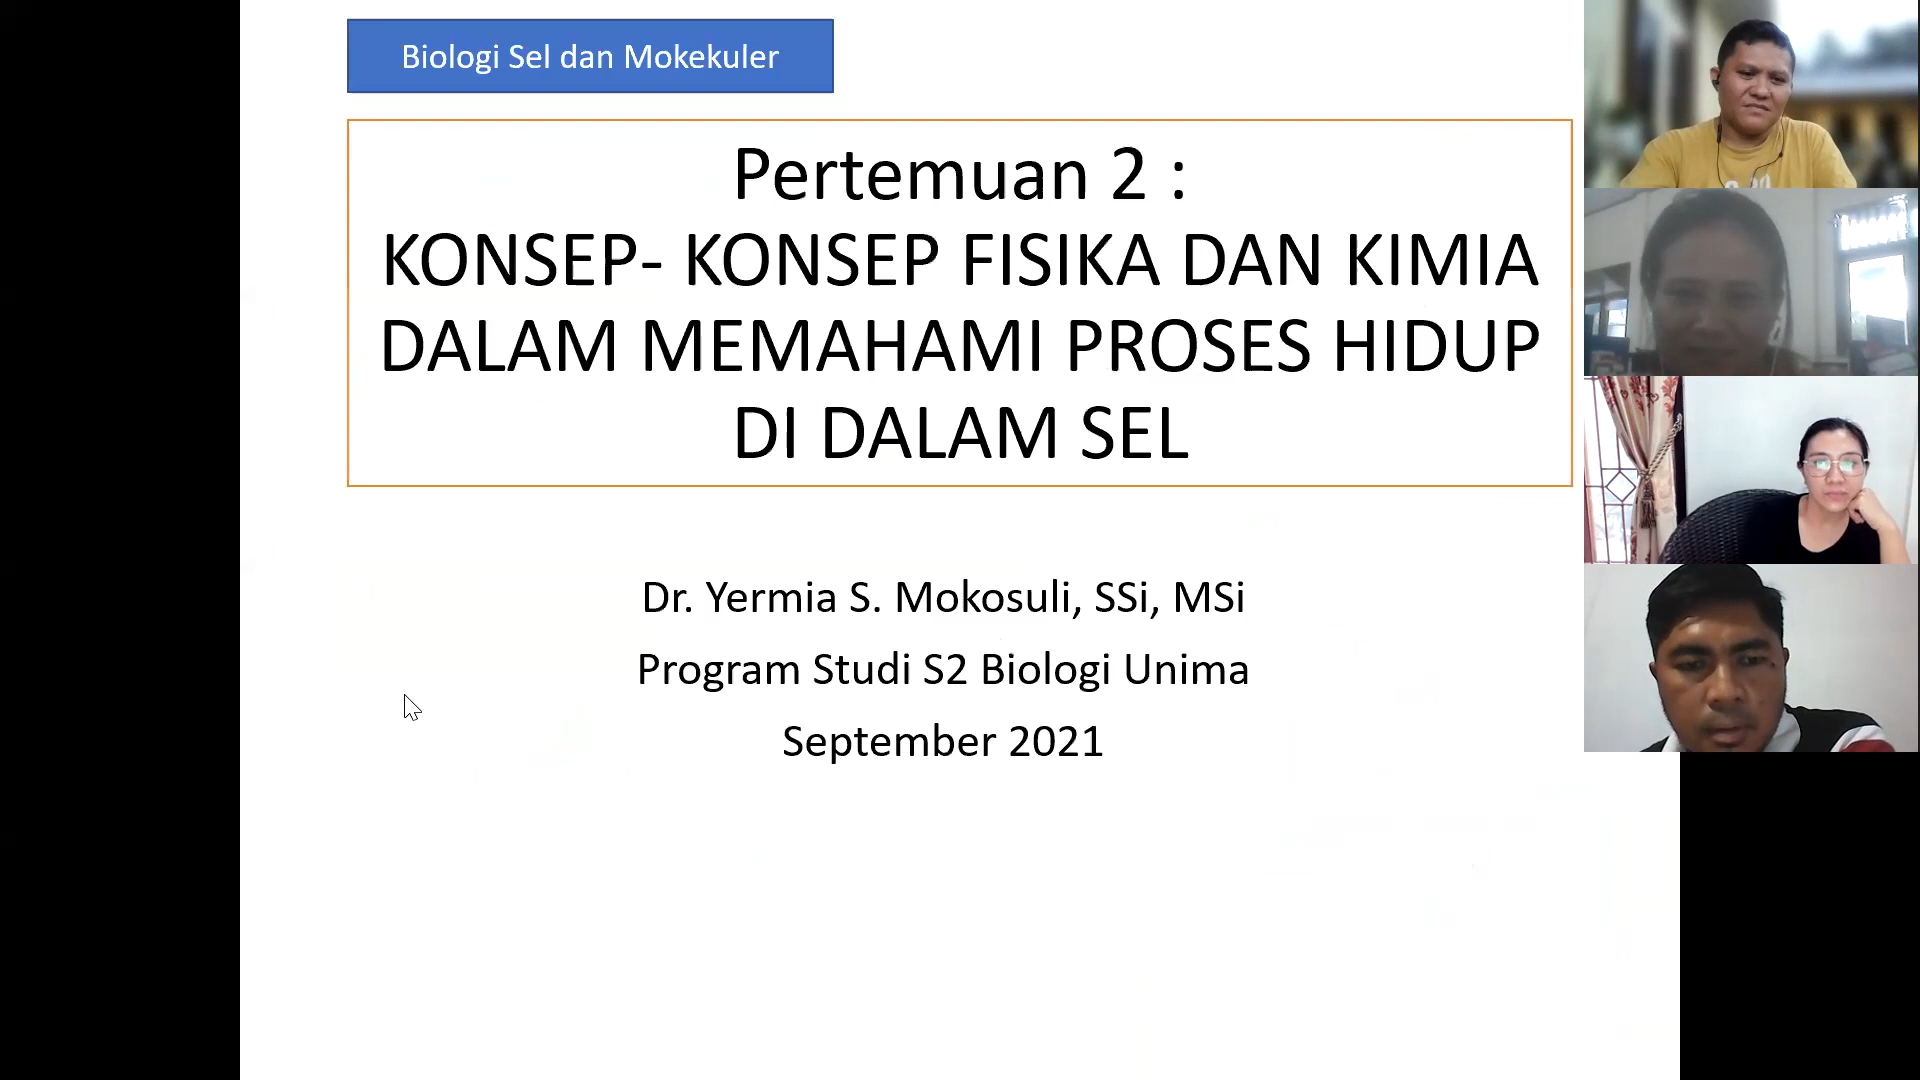 Biologi Sel dan Mokekuler
Pertemuan 2 :
KONSEP- KONSEP FISIKA DAN KIMIA
DALAM MEMAHAMI PROSES HIDUP
DI DALAM SEL
Dr. Yermia S. Mokosuli, SSi, MSi
Program Studi S2 Biologi Unima
September 2021